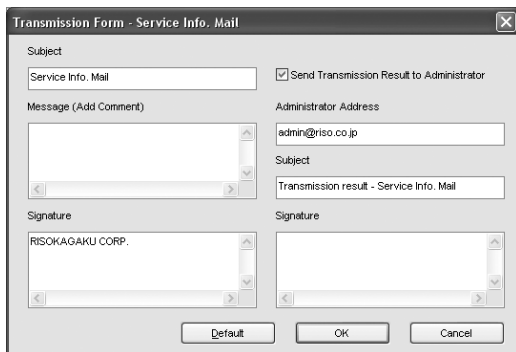 Transmission Form - Service Info. Mail
Subject
Service Info. Mail
Send Transmission Result to Administrator
Message (Add Comment)
Administrator Address
admin@riso.co.jp
Subject
Transmission result - Service Info. Mail
Signature
Signature
RISOKAGAKU CORP.
Default
OK
Cancel